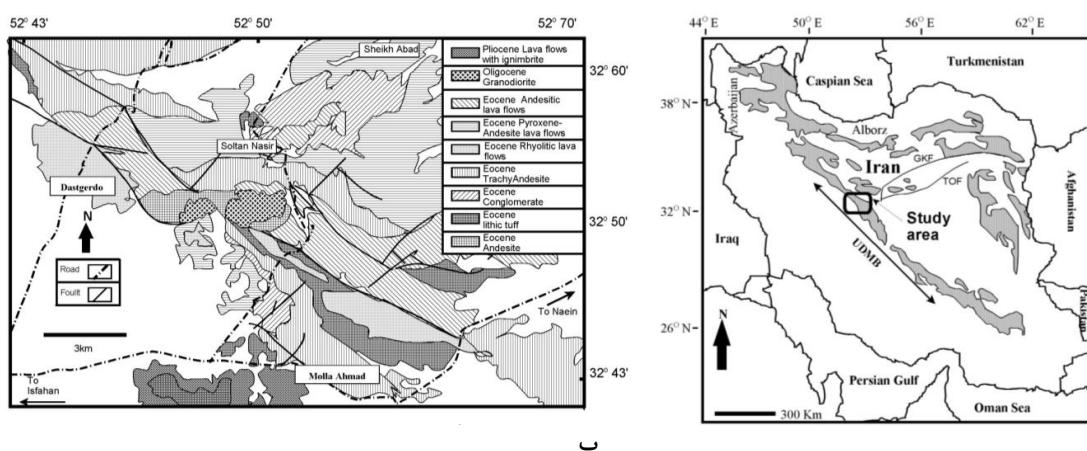 52° 43'
52° 50'
52° 70'
Sheikh Abad
Soltan Nasir
Dastgerdo
N
Road
Foullt
3km
To
Isfahan
Molla Ahmad
To Naein
32° 60'
32° 50'
32° 43'
Pliocene Lava flows
with ignimbrite
Oligocene
Granodiorite
Eocene Andesitic
lava flows
Eocene Pyroxene-
Andesite lava flows
Eocene Rhyolitic lava
flows
Eocene
TrachyAndesite
Eocene
Conglomerate
Eocene
lithic tuff
Eocene
Andesite
44° E
50° E
56° E
62° E
38° N
32° N
26° N
Caspian Sea
Turkmenistan
Azerbaijan
Alborz
Iran
GKF
TOF
Afghanistan
Study
area
Iraq
UDMB
Pakistan
N
Persian Gulf
Oman Sea
300 Km
ب